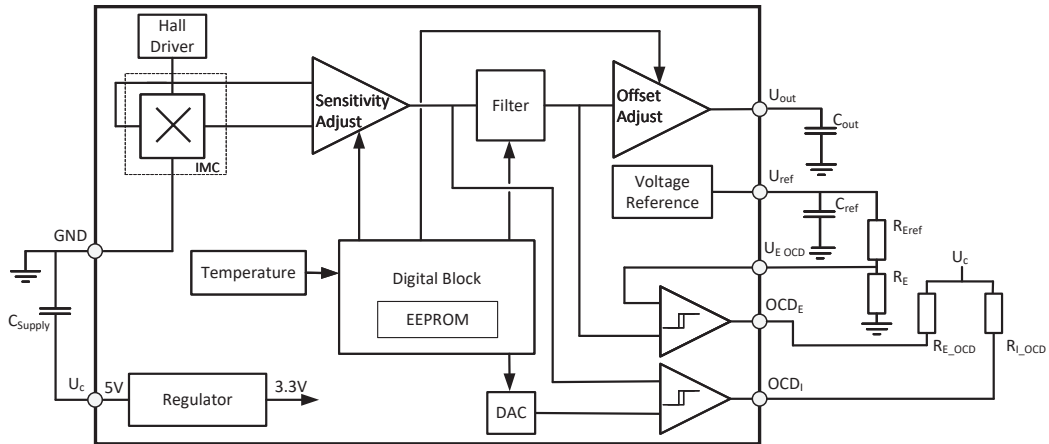 Hall
Driver
IMC
Sensitivity
Adjust
Filter
Offset
Adjust
Uout
Cout
Voltage
Reference
Uref
Cref
REref
GND
UE OCD
Temperature
Digital Block
EEPROM
RE
Uc
CSupply
OCDE
RE_OCD
RI_OCD
Uc
5V
Regulator
3.3V
DAC
OCDI